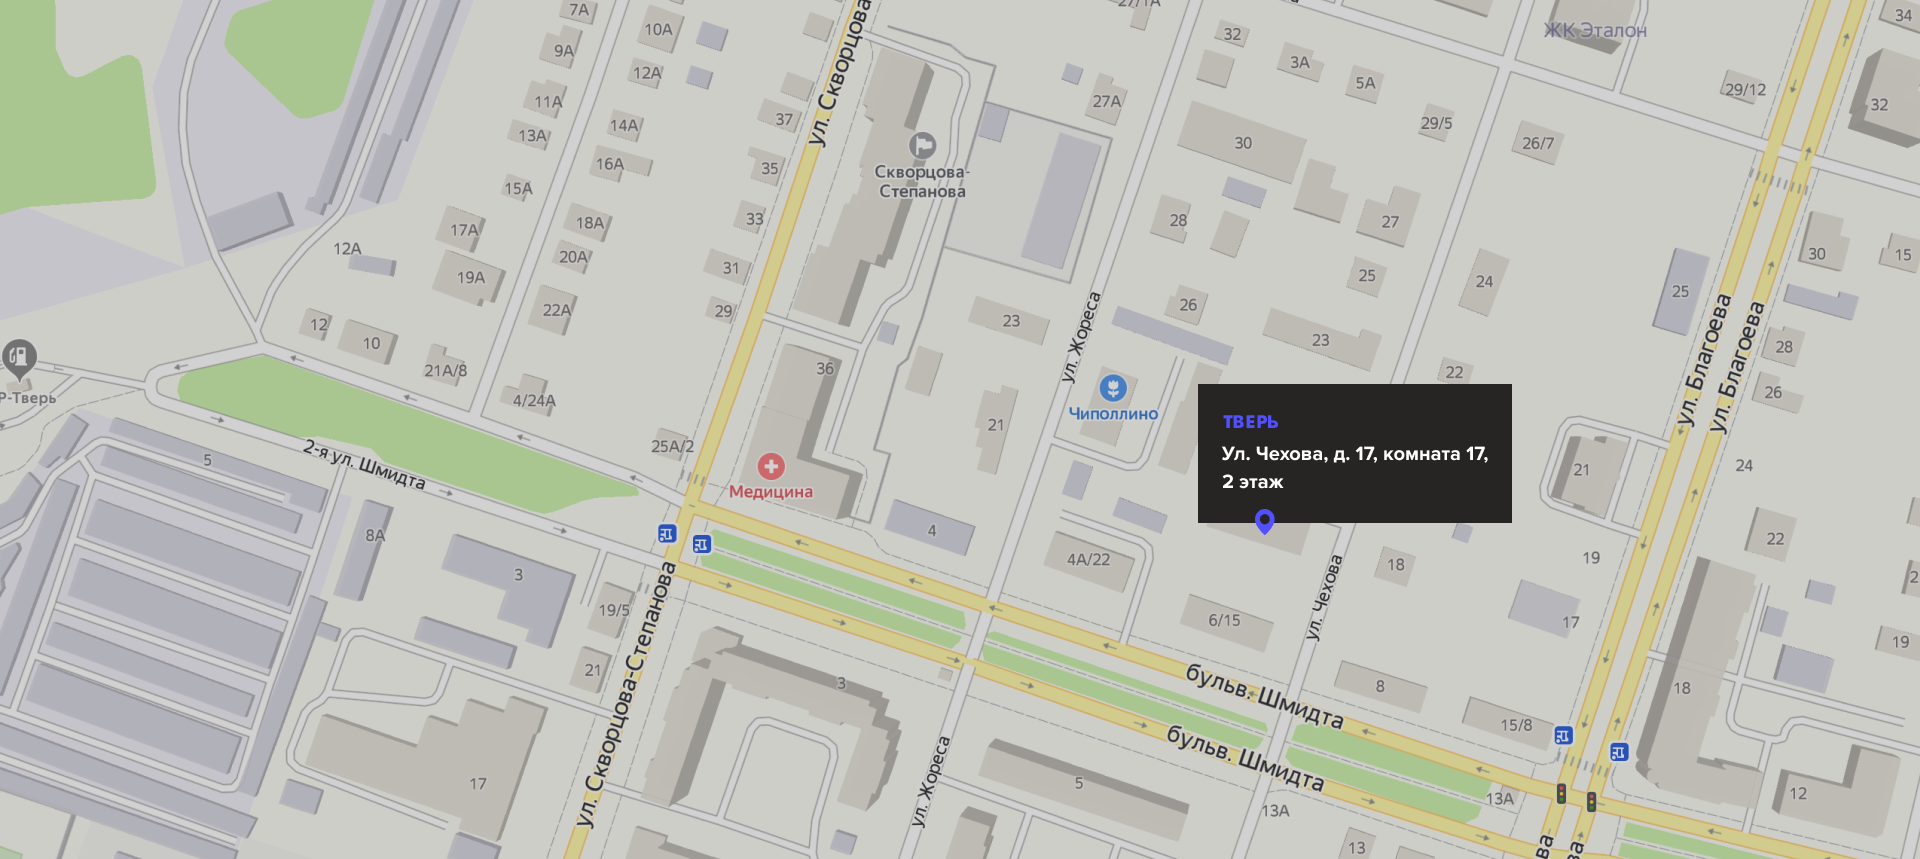 7А
10А
27/1А
32
ЖК Эталон
34
9А
12А
3А
5А
29/12
32
11А
14А
37
ул. Скворцова
27А
29/5
13А
16А
35
30
26/7
15А
Скворцова-
Степанова
17А
18А
33
28
27
30
15
12А
20А
31
19А
25
24
25
22А
29
26
12
10
23
23
ул. Жореса
ул. Благоева
ул. Благоева
28
21А/8
36
22
Р-Тверь
4/24А
Чиполлино
26
25А/2
21
ТВЕРЬ
Ул. Чехова, д. 17, комната 17,
2 этаж
5
2-я ул. Шмидта
Медицина
21
24
8А
4
22
3
4А/22
18
19
19/5
6/15
ул. Чехова
17
19
ул. Скворцова-Степанова
21
3
бульв. Шмидта
8
18
15/8
бульв. Шмидта
17
ул. Жореса
5
13А
13А
12
13